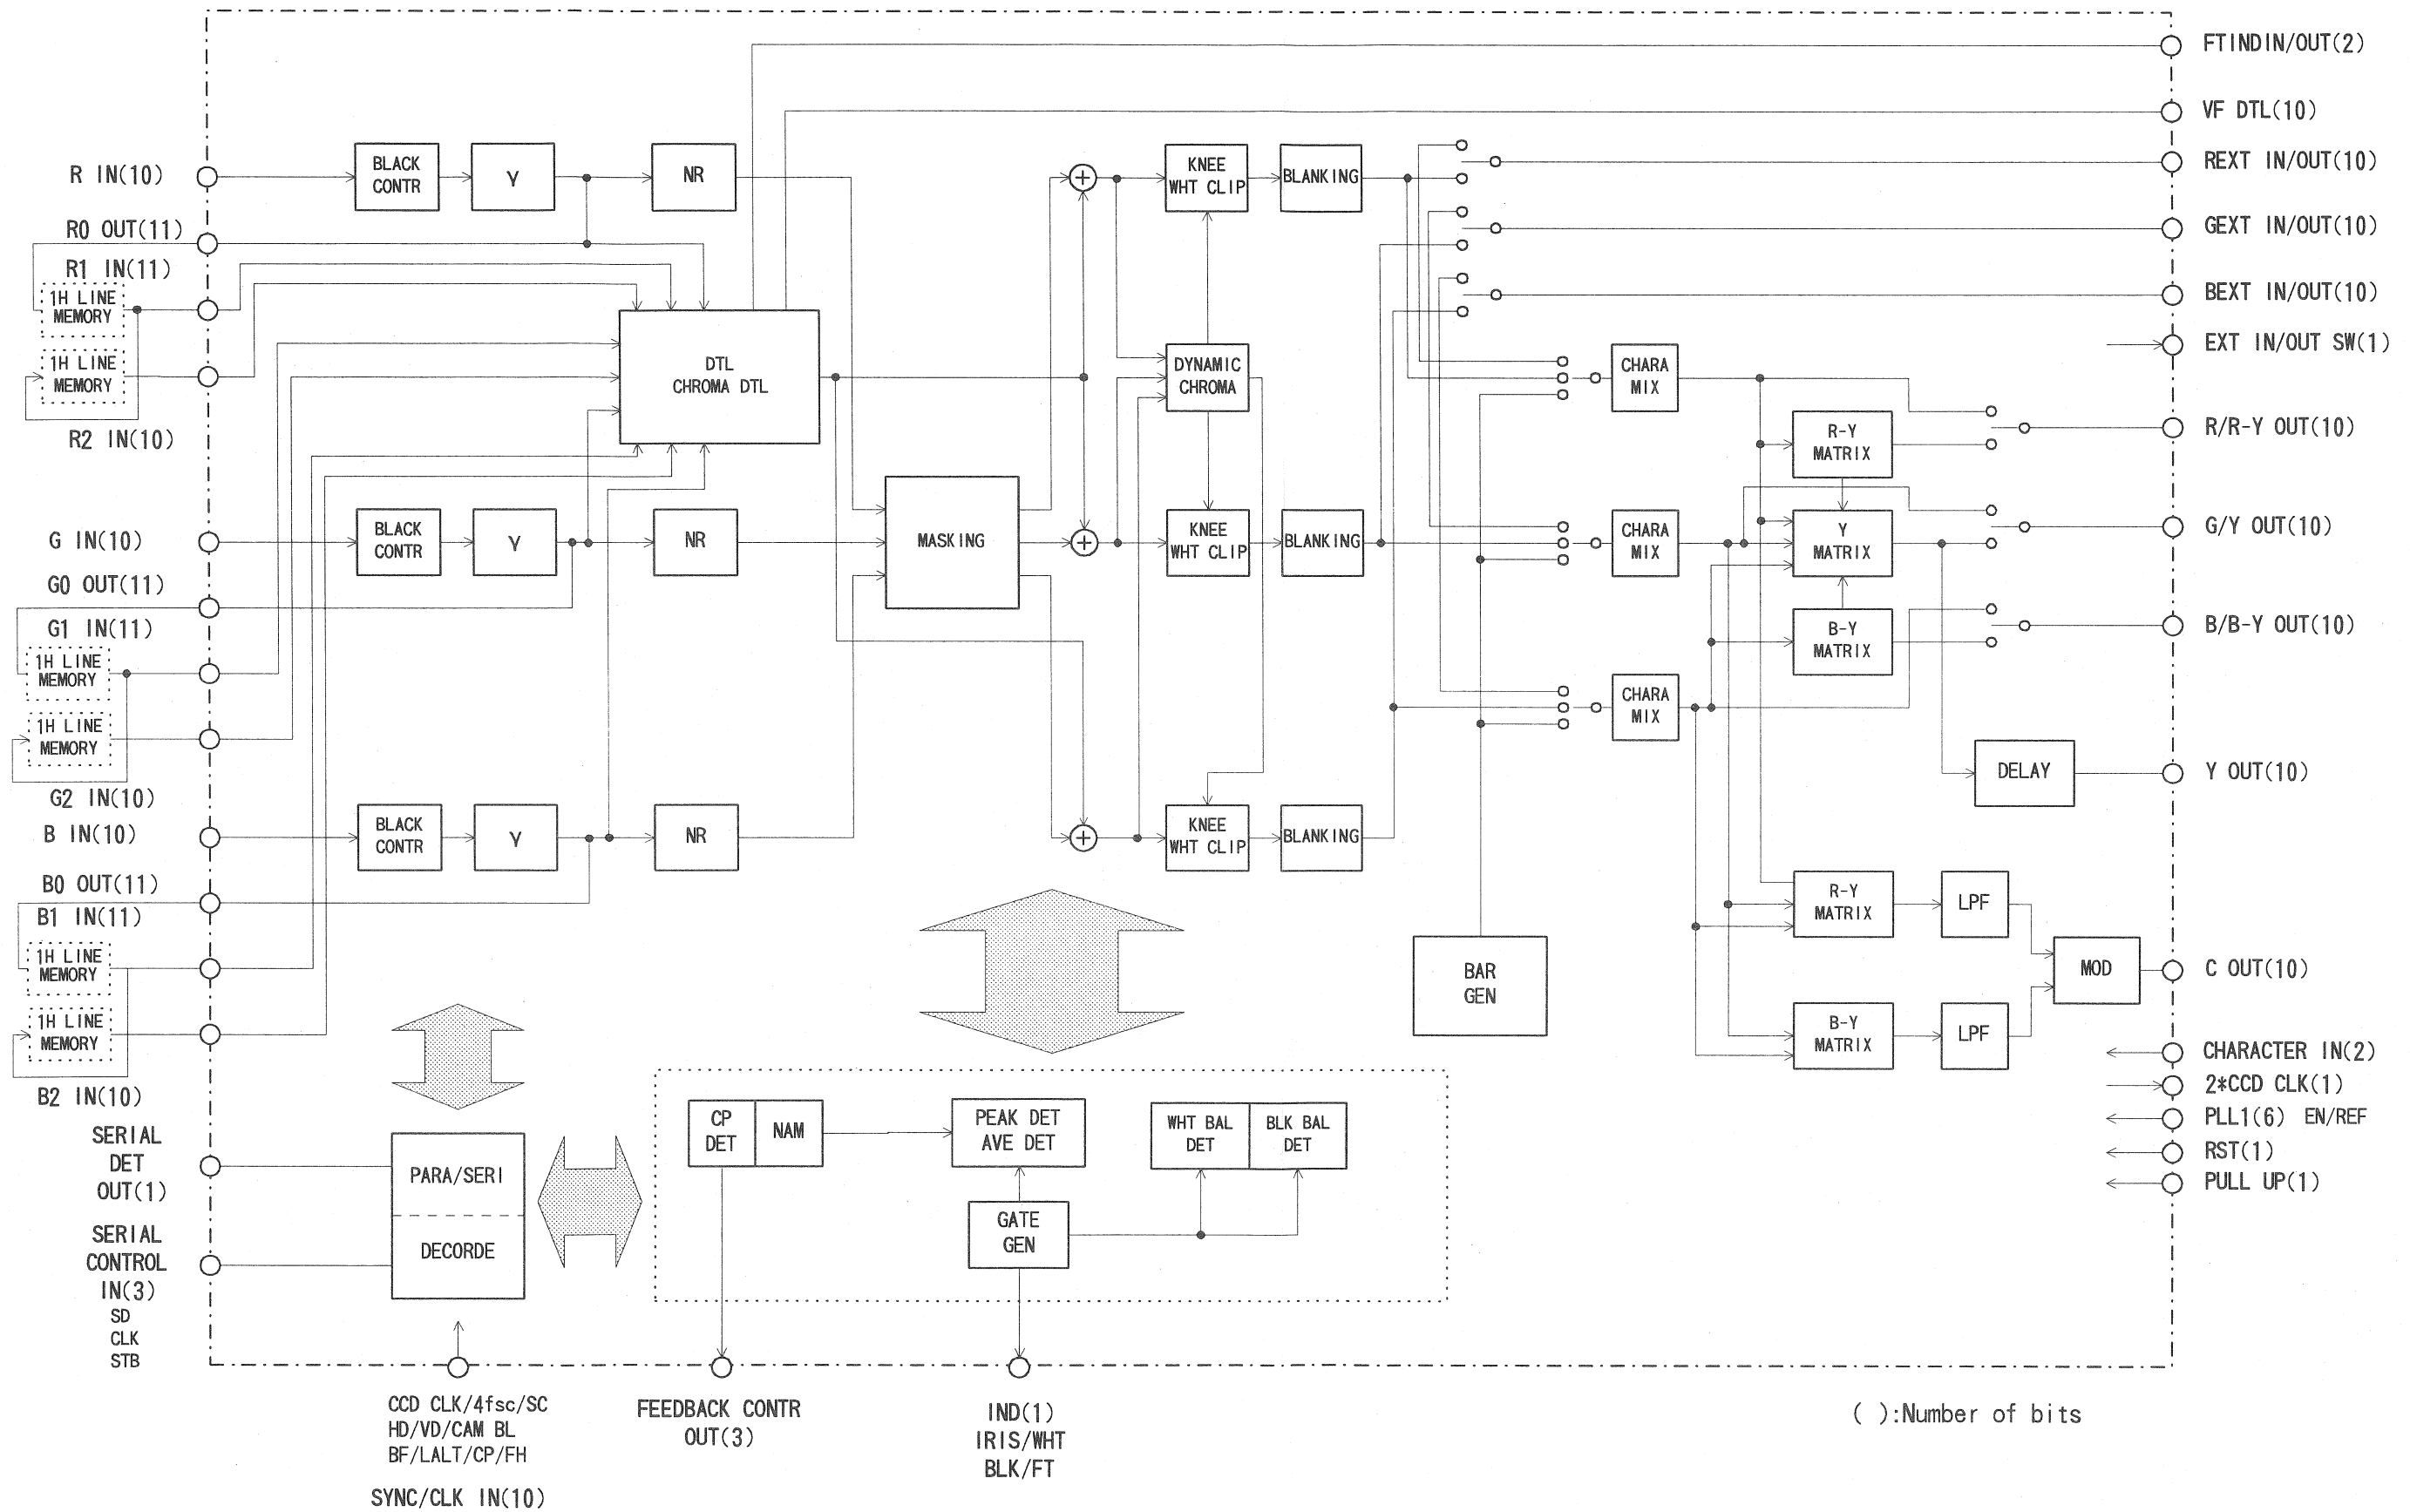 FTINDIN/OUT(2)
VF DTL(10)
R IN(10)
BLACK
CONTR
γ
NR
KNEE
WHT CLIP
BLANKING
REXT IN/OUT(10)
R0 OUT(11)
GEXT IN/OUT(10)
R1 IN(11)
1H LINE
MEMORY
BEXT IN/OUT(10)
1H LINE
MEMORY
DTL
CHROMA DTL
DYNAMIC
CHROMA
CHARA
MIX
EXT IN/OUT SW(1)
R2 IN(10)
R-Y
MATRIX
R/R-Y OUT(10)
G IN(10)
BLACK
CONTR
γ
NR
MASKING
KNEE
WHT CLIP
BLANKING
CHARA
MIX
Y
MATRIX
G/Y OUT(10)
G0 OUT(11)
G1 IN(11)
1H LINE
MEMORY
B-Y
MATRIX
B/B-Y OUT(10)
1H LINE
MEMORY
CHARA
MIX
G2 IN(10)
DELAY
Y OUT(10)
B IN(10)
BLACK
CONTR
γ
NR
KNEE
WHT CLIP
BLANKING
B0 OUT(11)
B1 IN(11)
R-Y
MATRIX
LPF
1H LINE
MEMORY
BAR
GEN
MOD
C OUT(10)
1H LINE
MEMORY
B-Y
MATRIX
LPF
B2 IN(10)
CHARACTER IN(2)
2*CCD CLK(1)
PLL1(6) EN/REF
RST(1)
PULL UP(1)
SERIAL
DET
OUT(1)
PARA/SERI
DECORDE
CP
DET
NAM
PEAK DET
AVE DET
WHT BAL
DET
BLK BAL
DET
GATE
GEN
SERIAL
CONTROL
IN(3)
SD
CLK
STB
CCD CLK/4fsc/SC
HD/VD/CAM BL
BF/LALT/CP/FH
SYNC/CLK IN(10)
FEEDBACK CONTR
OUT(3)
IND(1)
IRIS/WHT
BLK/FT
( ):Number of bits